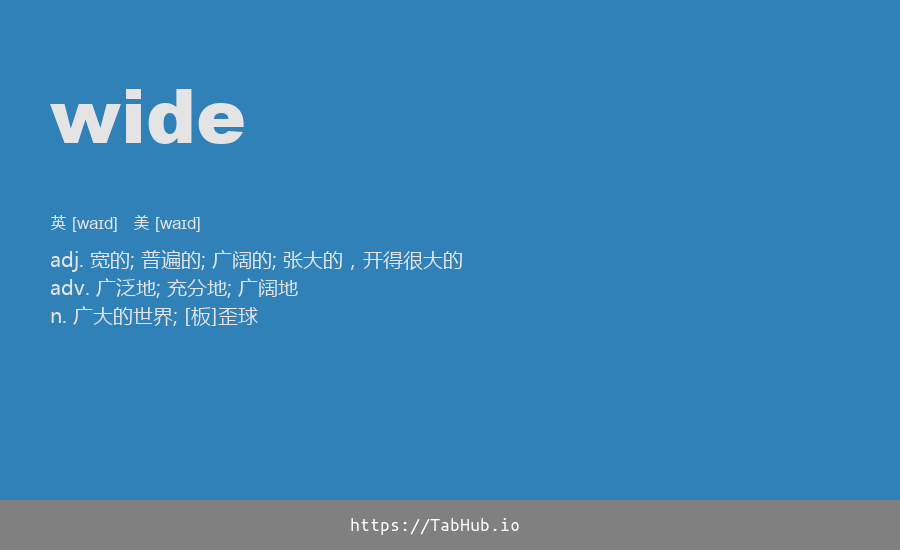 wide
英 [waɪd] 美 [waɪd]
adj. 宽的; 普遍的; 广阔的; 张大的，开得很大的
adv. 广泛地; 充分地; 广阔地
n. 广大的世界; [板]歪球
https://TabHub.io